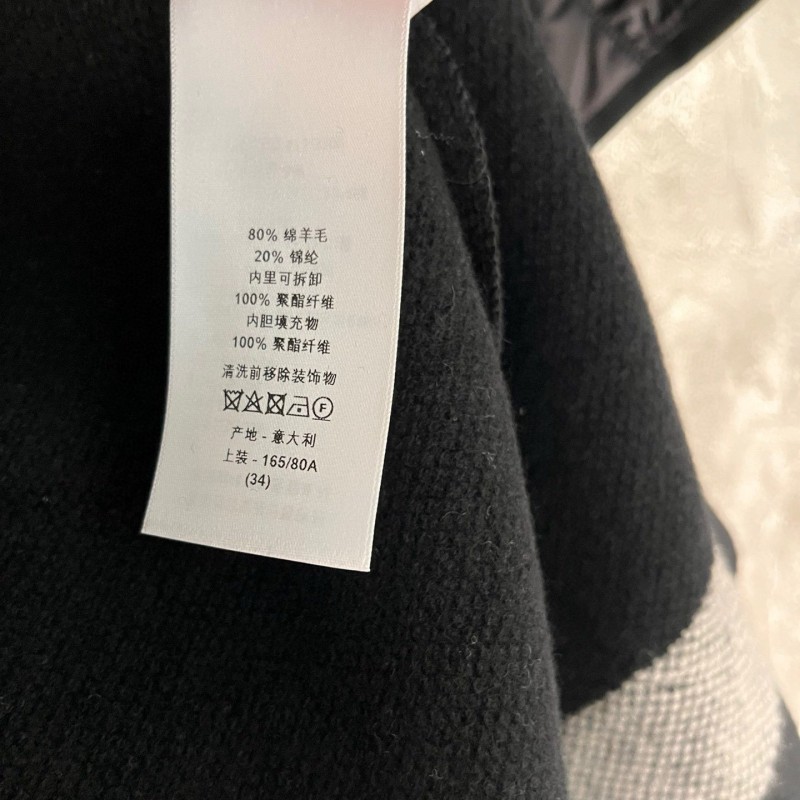 80% 绵羊毛
20% 锦纶
内里可拆卸
100% 聚酯纤维
内胆填充物
100% 聚酯纤维
清洗前移除装饰物
F
产地 - 意大利
上装 - 165/80A
(34)